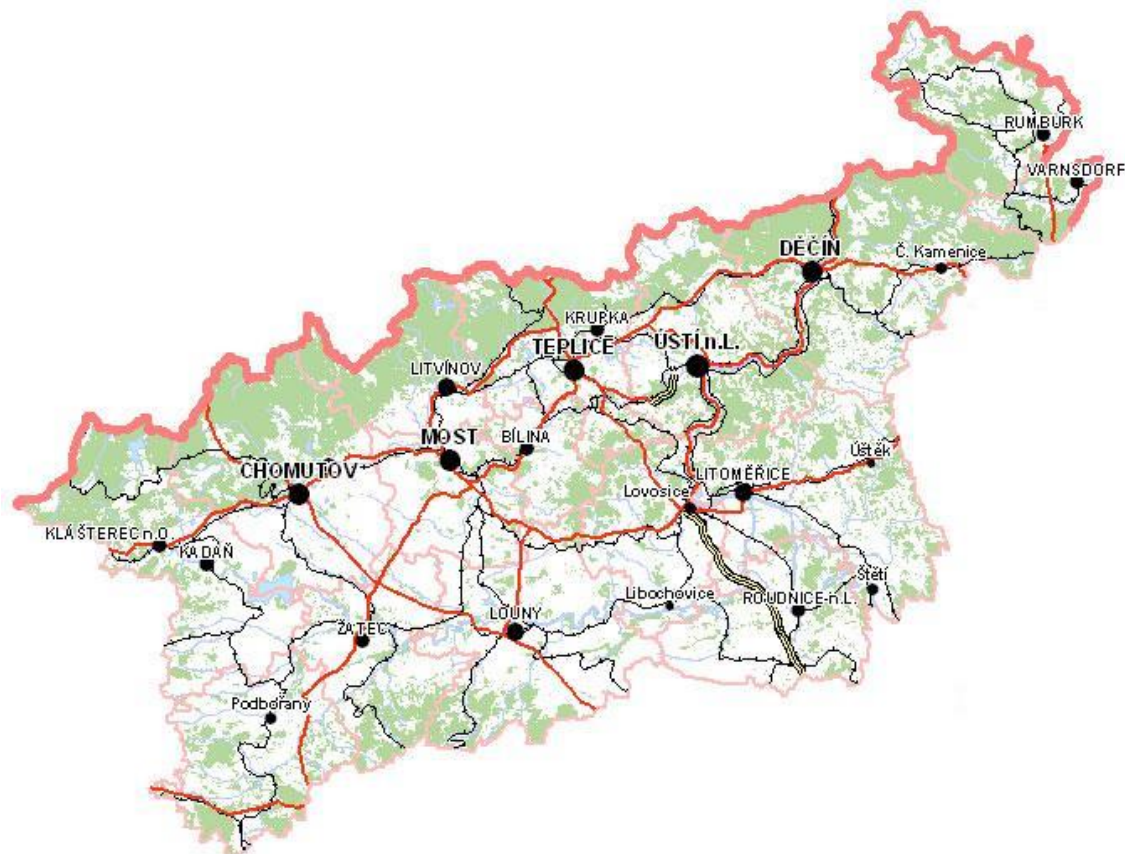 RUMBURK
VARNSDORF
DĚČÍN
Č. Kamenice
KRUPKA
TEPLICE
ÚSTÍ n.L.
LITVÍNOV
MOST
BÍLINA
Úštěk
CHOMUTOV
LITOMĚŘICE
Lovosice
KLÁŠTEREC n.O.
KADAŇ
Štětí
Libochovice
ROUDNICE n.L.
LOUNY
ŽATEC
Podbořany